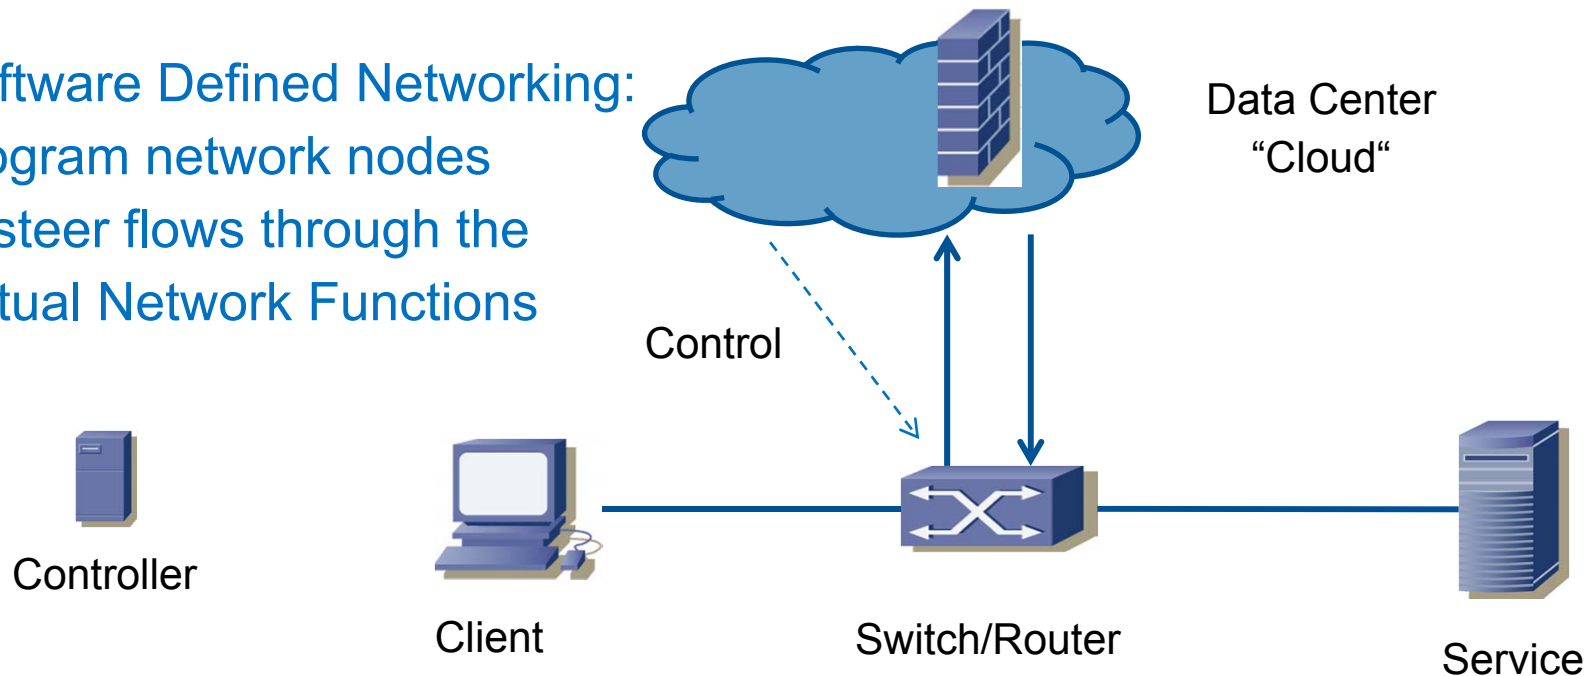 ftware Defined Networking:
ogram network nodes
steer flows through the
tual Network Functions
Data Center
“Cloud“
Control
Controller
Client
Switch/Router
Service